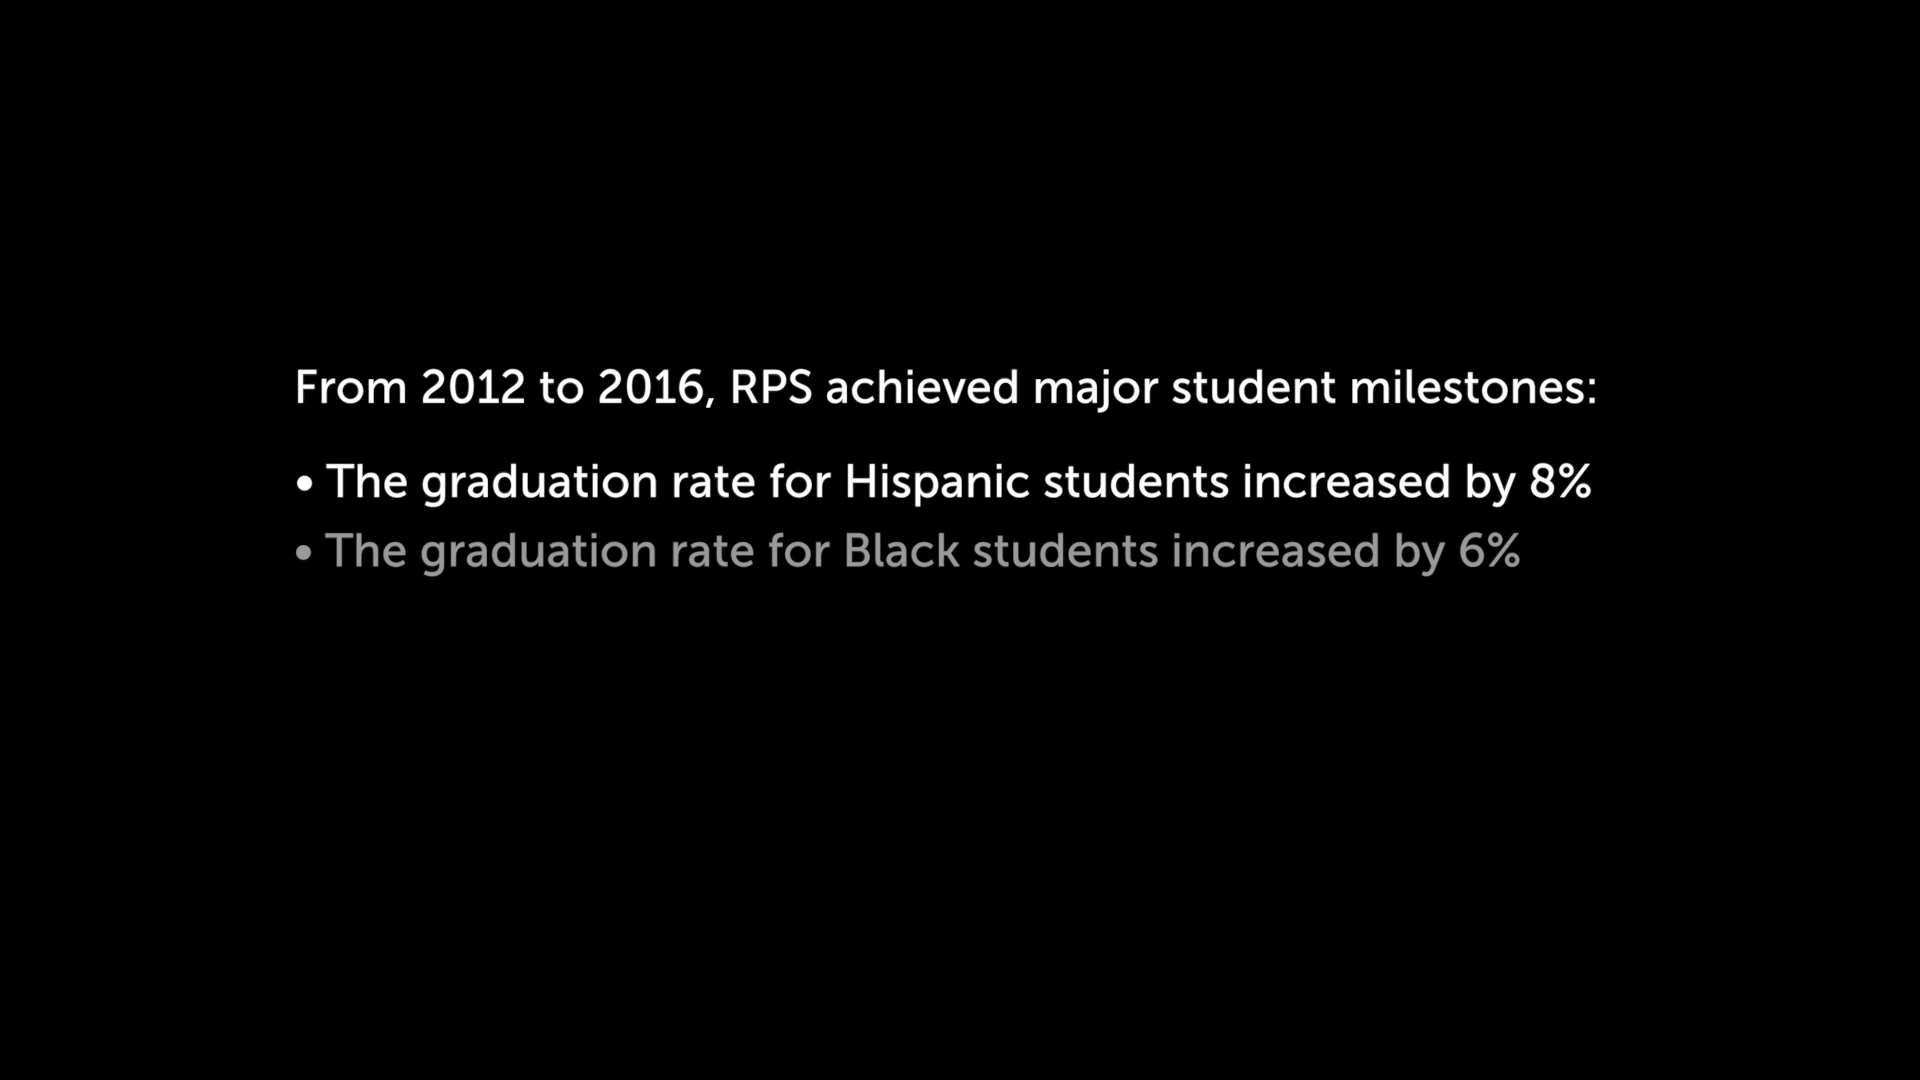 From 2012 to 2016, RPS achieved major student milestones:
• The graduation rate for Hispanic students increased by 8%
• The graduation rate for Black students increased by 6%